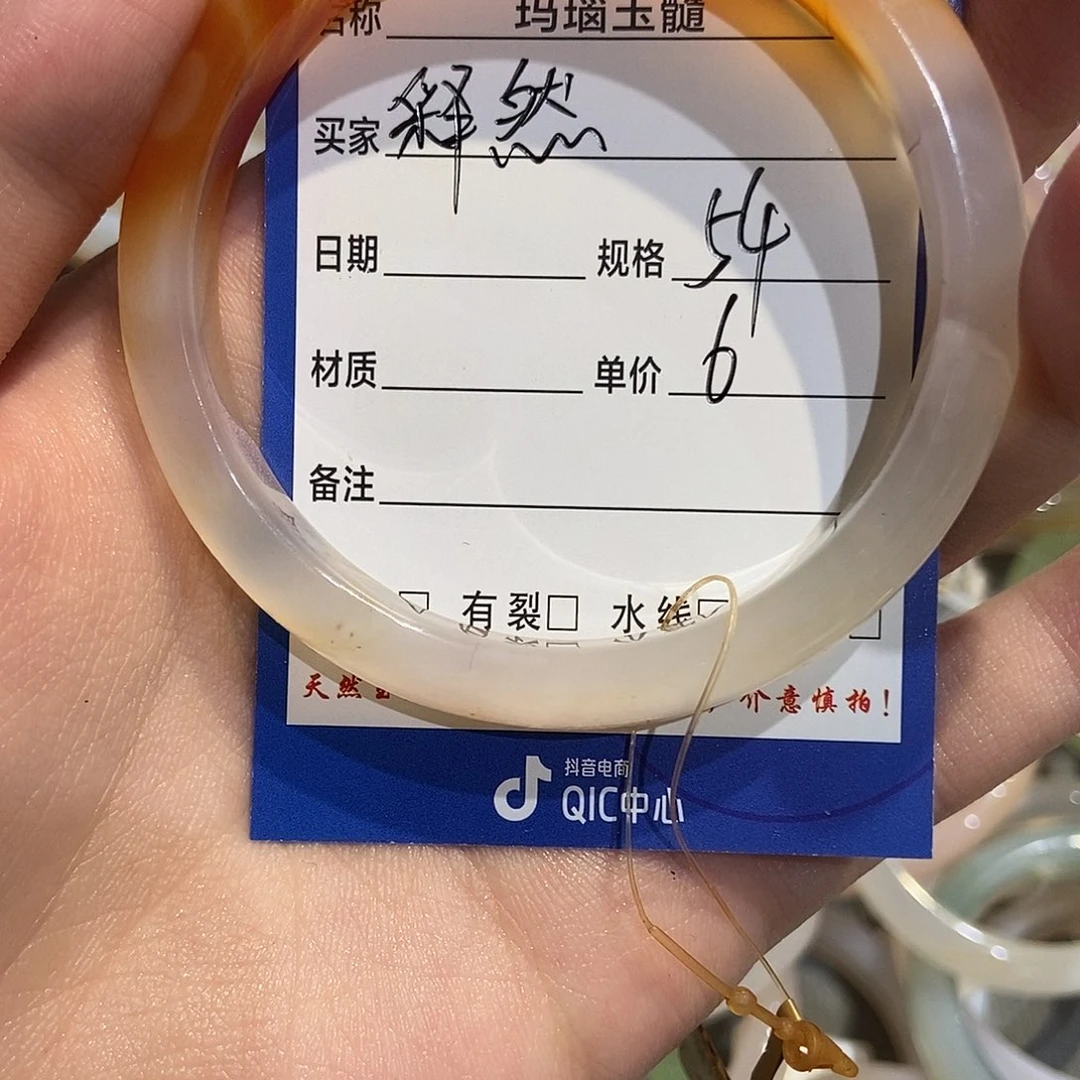 名称 玛瑙玉髓
买家 释然
日期 规格 54
材质 单价 6
备注
有裂 水线
天然 介意慎拍!
抖音电商
QIC中心